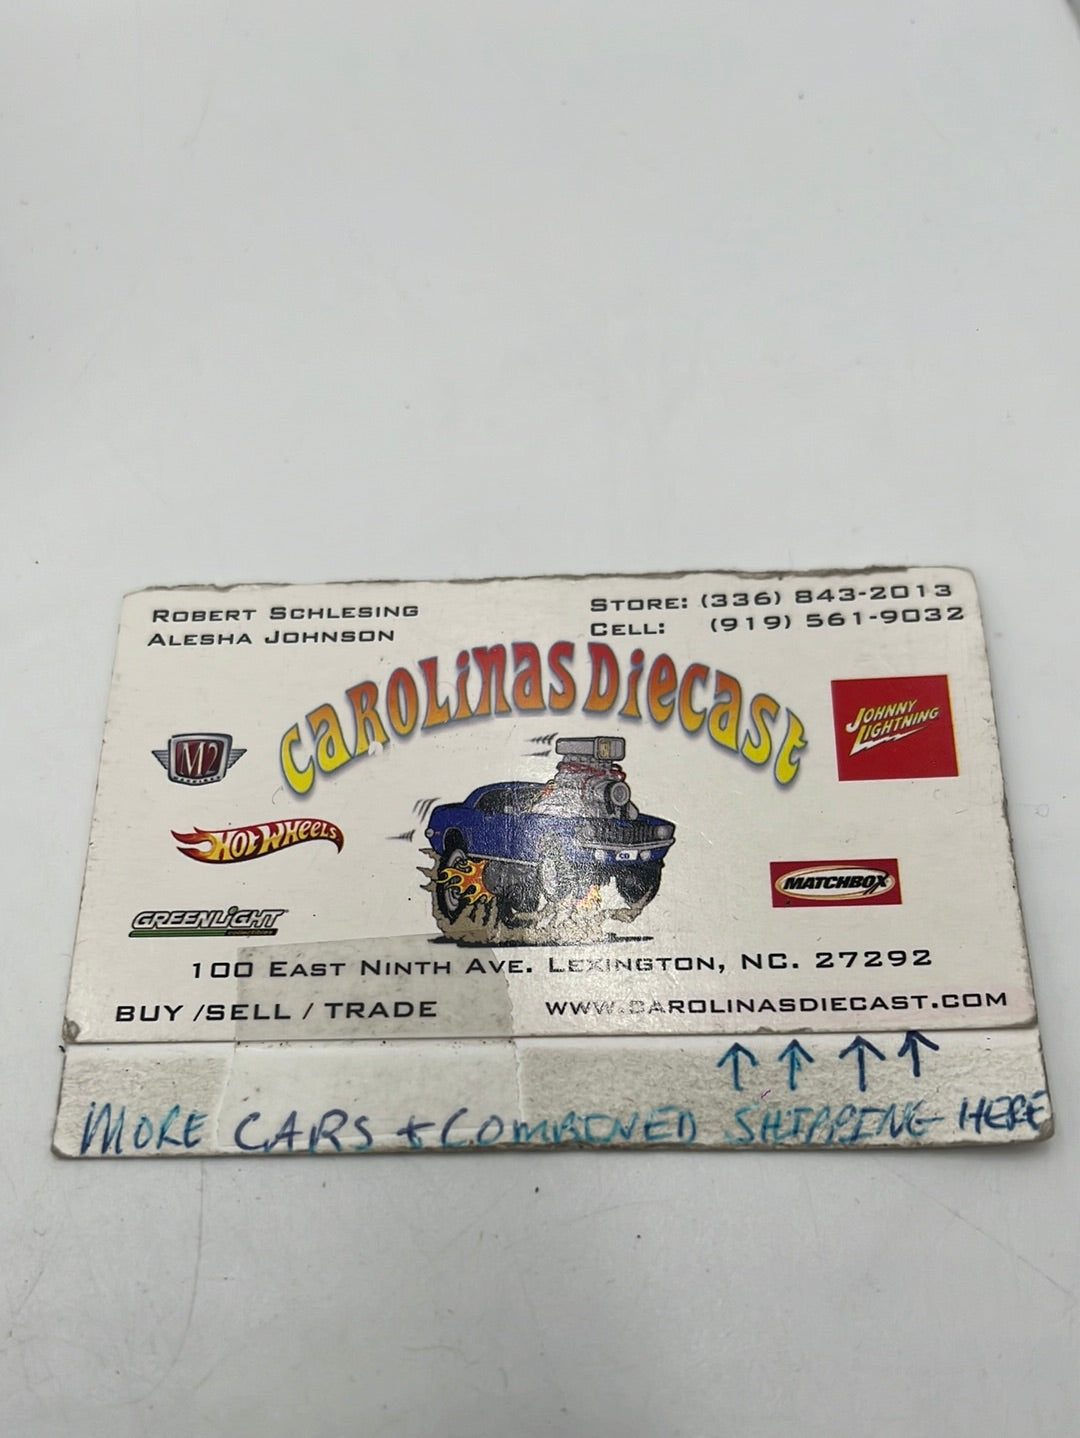 ROBERT SCHLESING
ALESHA JOHNSON
STORE: (336) 843-2013
CELL: (919) 561-9032
CAROLINAS DIECAST
JOHNNY LIGHTNING
M2
HOT WHEELS
CD
MATCHBOX
GREENLIGHT
collectibles
100 EAST NINTH AVE. LEXINGTON, NC. 27292
BUY /SELL / TRADE
WWW.CAROLINASDIECAST.COM
MORE CARS + COMBINED SHIPPING HERE